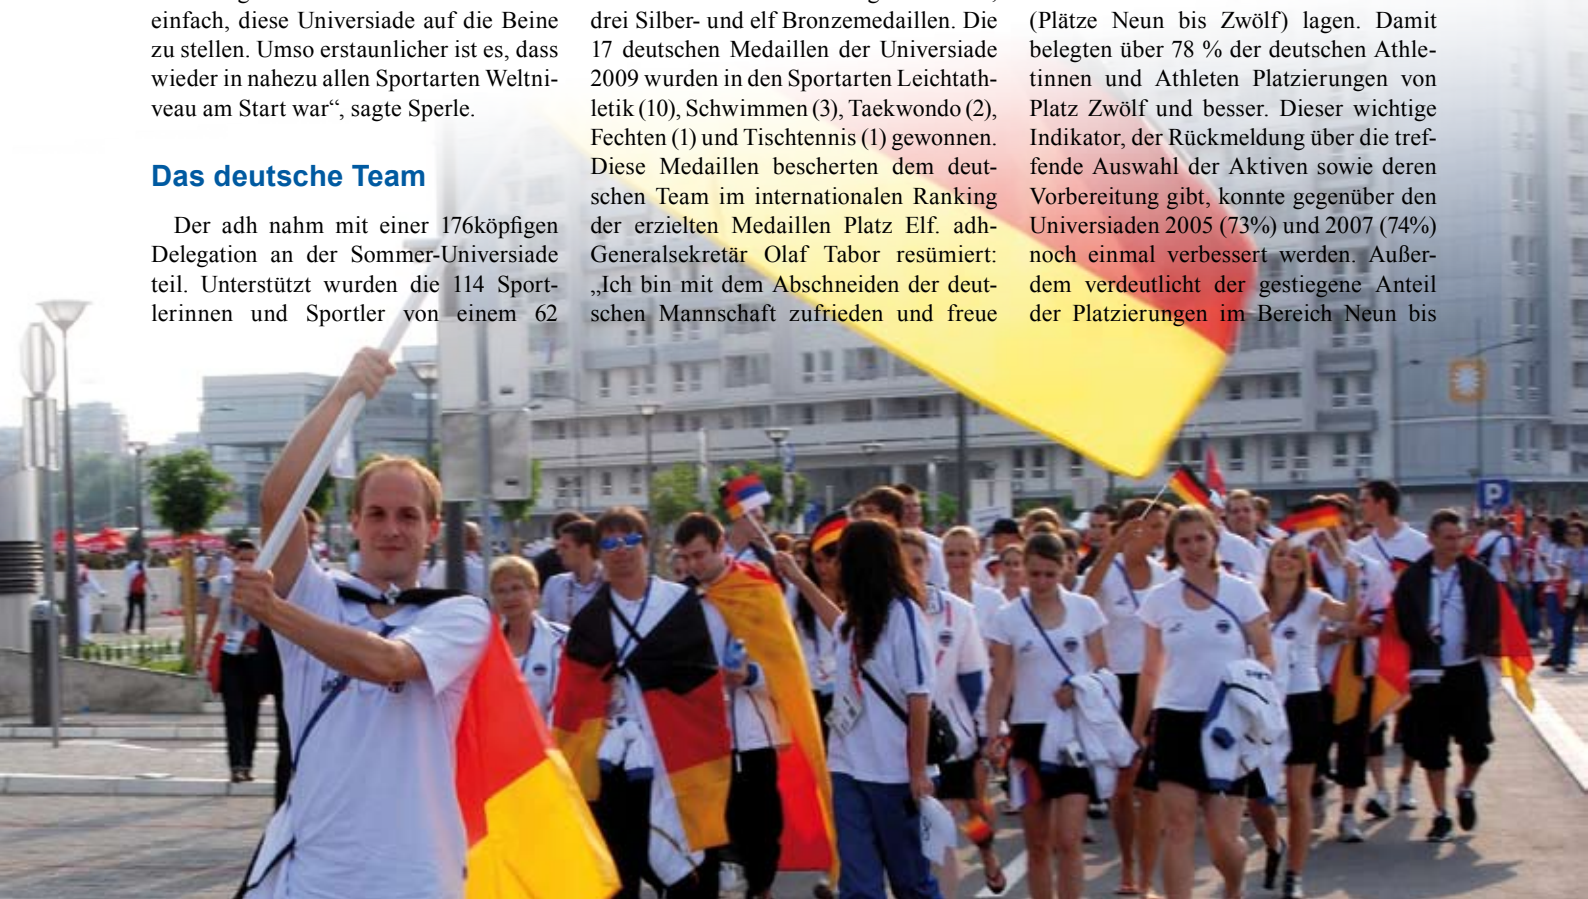 einfach, diese Universiade auf die Beine
zu stellen. Umso erstaunlicher ist es, dass
wieder in nahezu allen Sportarten Weltni-
veau am Start war“, sagte Sperle.
Das deutsche Team
Der adh nahm mit einer 176köpfigen
Delegation an der Sommer-Universiade
teil. Unterstützt wurden die 114 Sport-
lerinnen und Sportler von einem 62
drei Silber- und elf Bronzemedaillen. Die
17 deutschen Medaillen der Universiade
2009 wurden in den Sportarten Leichtath-
letik (10), Schwimmen (3), Taekwondo (2),
Fechten (1) und Tischtennis (1) gewonnen.
Diese Medaillen bescherten dem deut-
schen Team im internationalen Ranking
der erzielten Medaillen Platz Elf. adh-
Generalsekretär Olaf Tabor resümiert:
„Ich bin mit dem Abschneiden der deut-
schen Mannschaft zufrieden und freue
(Plätze Neun bis Zwölf) lagen. Damit
belegten über 78 % der deutschen Athle-
tinnen und Athleten Platzierungen von
Platz Zwölf und besser. Dieser wichtige
Indikator, der Rückmeldung über die tref-
fende Auswahl der Aktiven sowie deren
Vorbereitung gibt, konnte gegenüber den
Universiaden 2005 (73%) und 2007 (74%)
noch einmal verbessert werden. Außer-
dem verdeutlicht der gestiegene Anteil
der Platzierungen im Bereich Neun bis
P